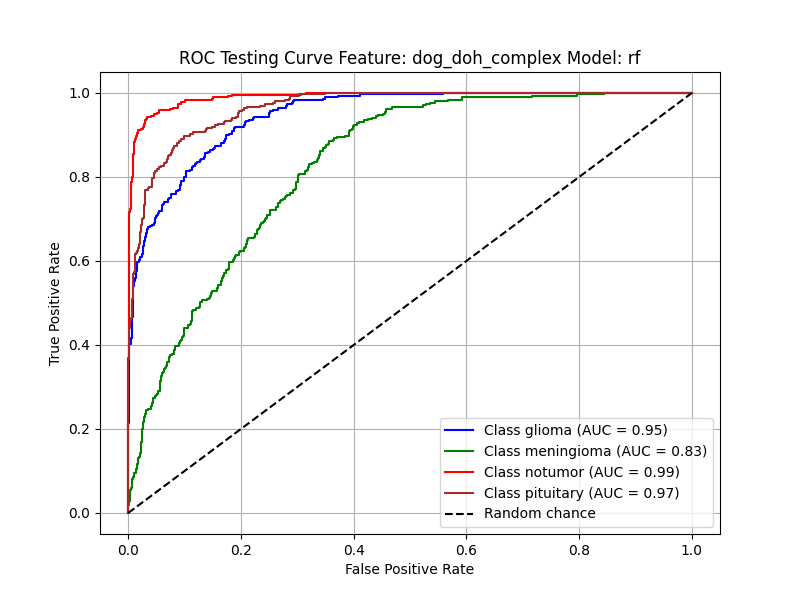 ROC Testing Curve Feature: dog_doh_complex Model: rf
True Positive Rate
1.0
0.8
0.6
0.4
0.2
0.0
Class glioma (AUC = 0.95)
Class meningioma (AUC = 0.83)
Class notumor (AUC = 0.99)
Class pituitary (AUC = 0.97)
Random chance
0.0 0.2 0.4 0.6 0.8 1.0
False Positive Rate